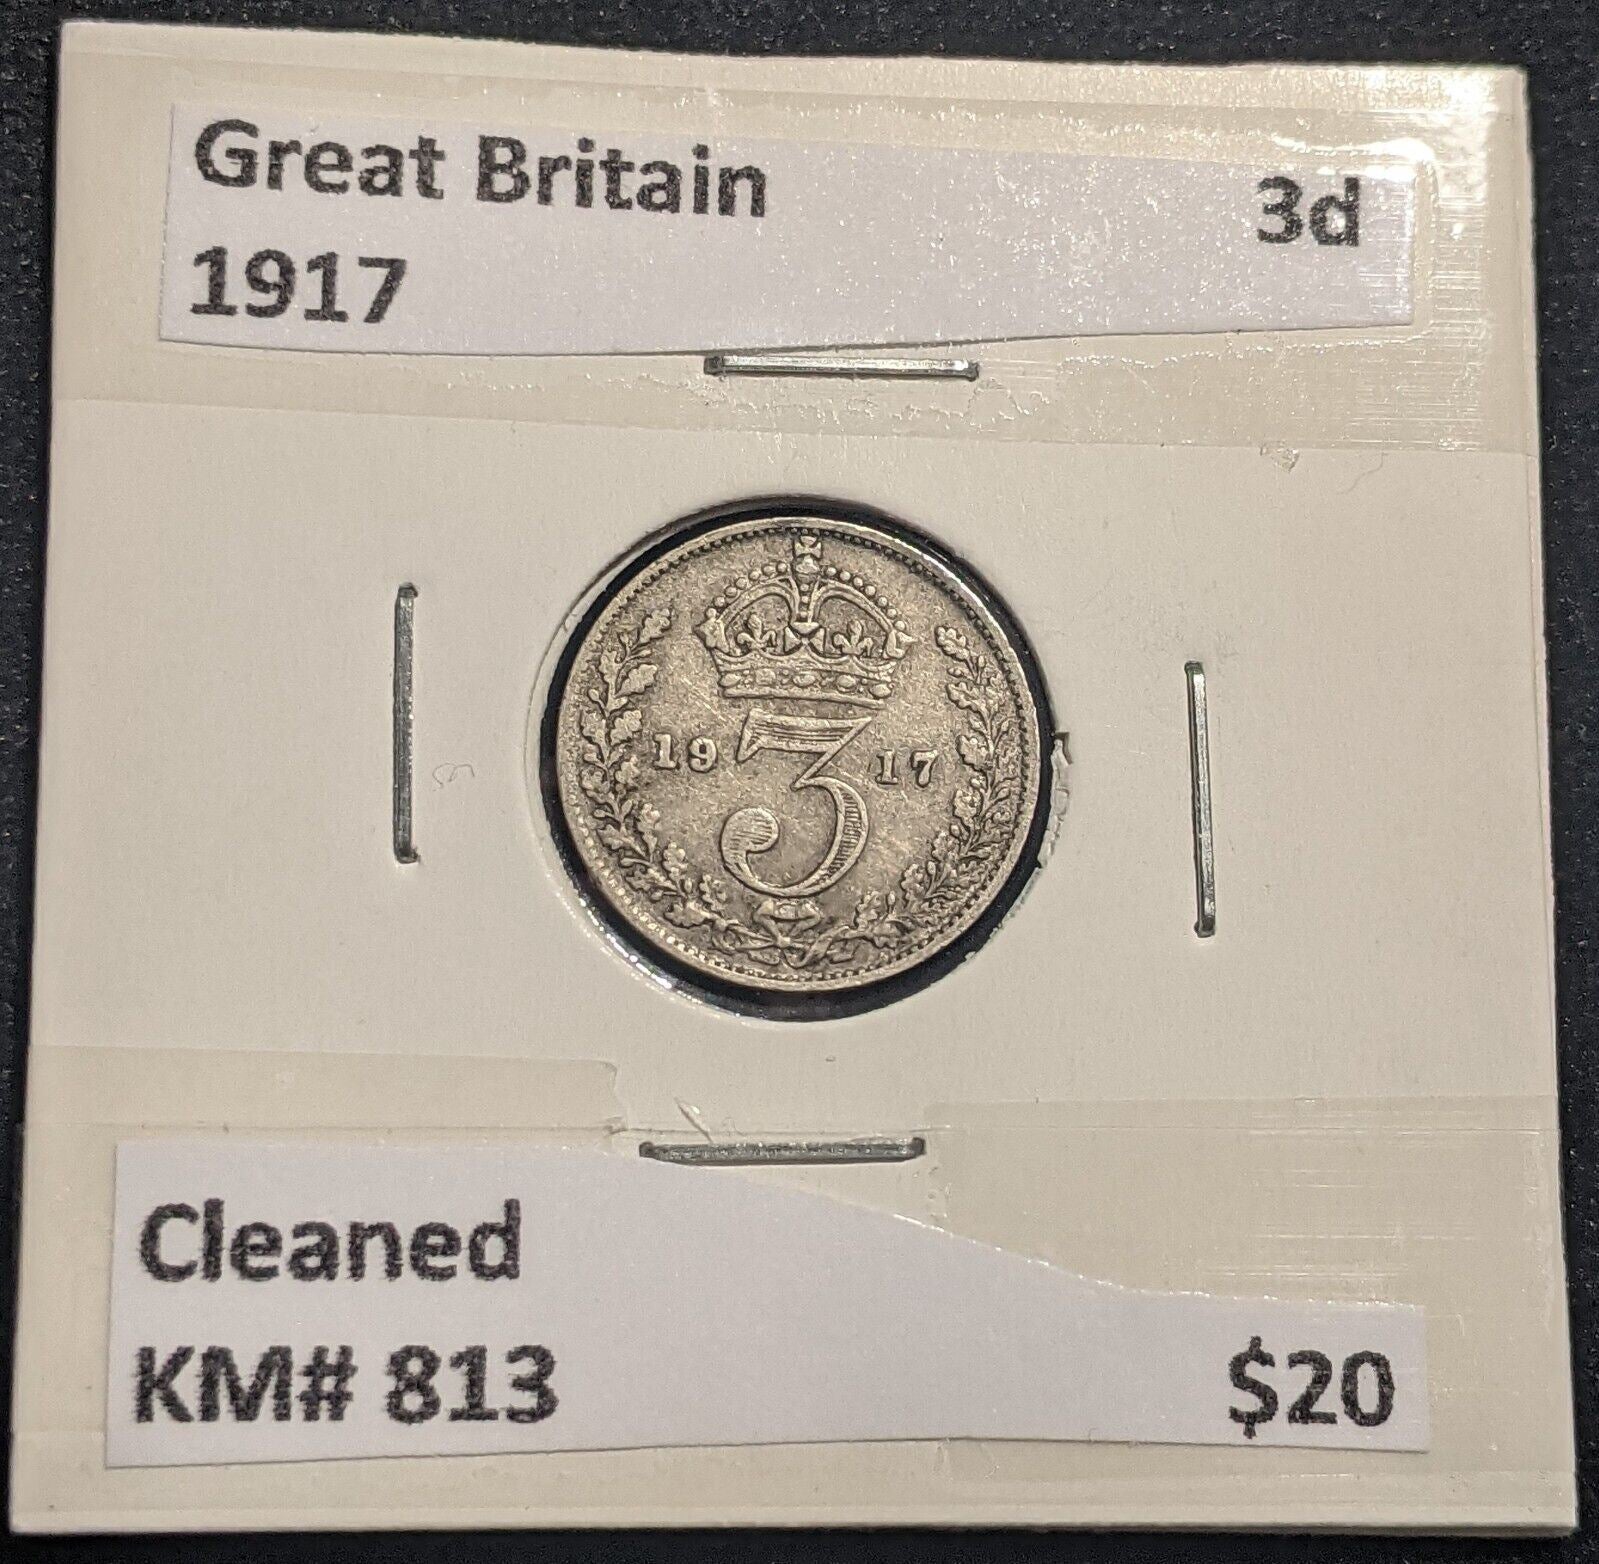 Great Britain 3d
1917
19 3 17
Cleaned
KM# 813 $20